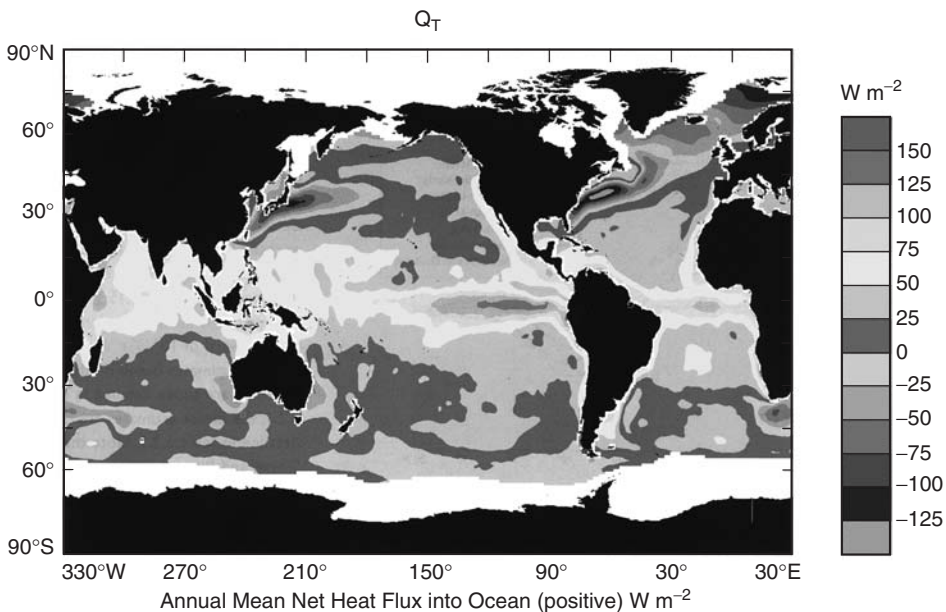 Q_T
90°N
60°
30°
0°
30°
60°
90°S
330°W 270° 210° 150° 90° 30° 30°E
Annual Mean Net Heat Flux into Ocean (positive) W m⁻²
W m⁻²
150
125
100
75
50
25
0
−25
−50
−75
−100
−125